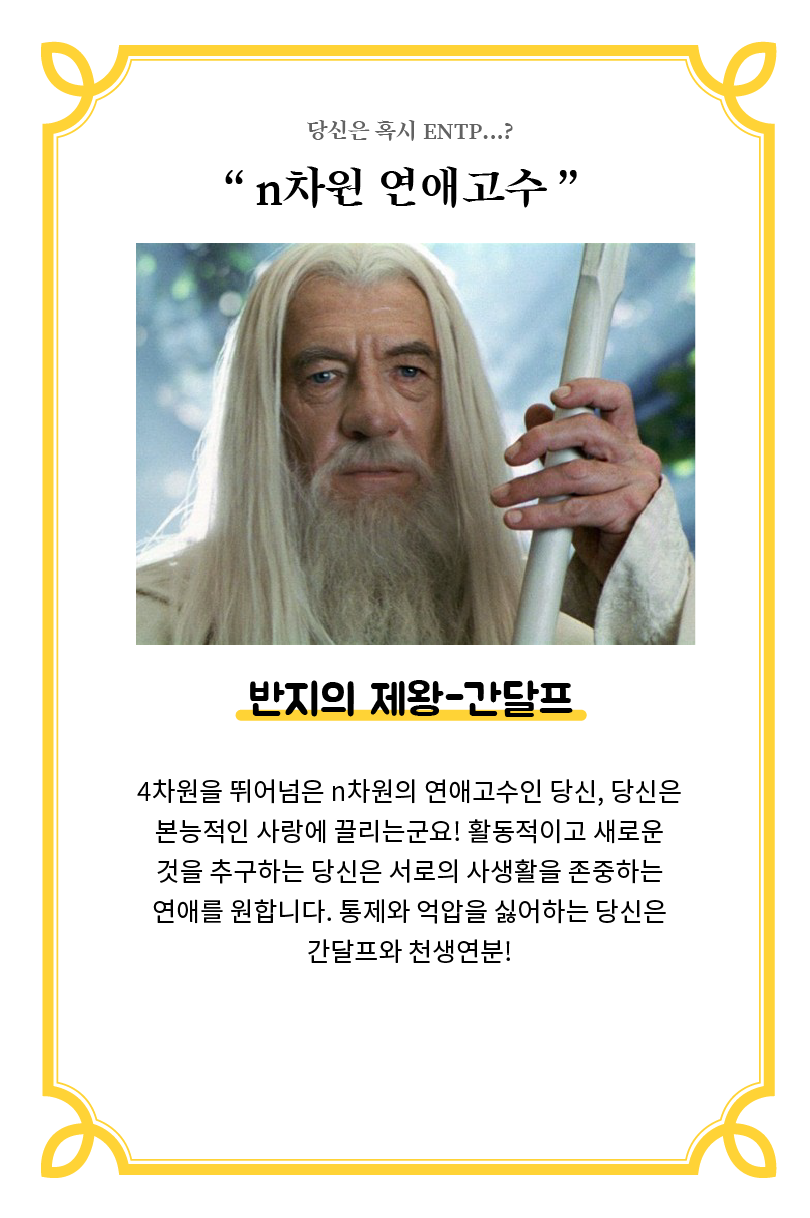 당신은 혹시 ENTP...?
“ n차원 연애고수 ”
반지의 제왕-간달프
4차원을 뛰어넘은 n차원의 연애고수인 당신, 당신은
본능적인 사랑에 끌리는군요! 활동적이고 새로운
것을 추구하는 당신은 서로의 사생활을 존중하는
연애를 원합니다. 통제와 억압을 싫어하는 당신은
간달프와 천생연분!